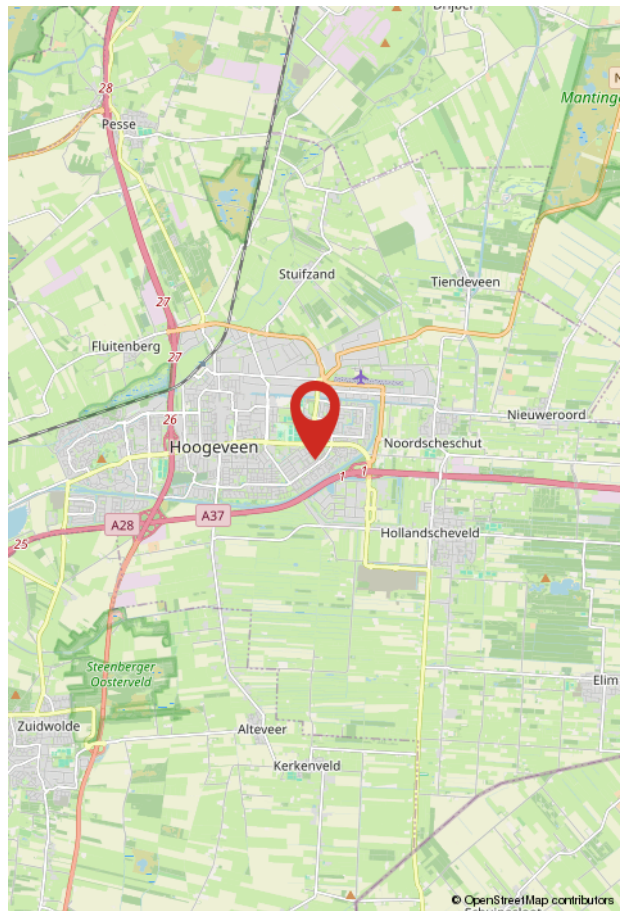 Drijber
28
N
Mantinge
Pesse
Stuifzand
Tiendeveen
27
Fluitenberg
27
26
Nieuweroord
Hoogeveen
Noordscheschut
1
1
A28
A37
25
Hollandscheveld
Steenberger
Oosterveld
Elim
Zuidwolde
Alteveer
Kerkenveld
© OpenStreetMap contributors